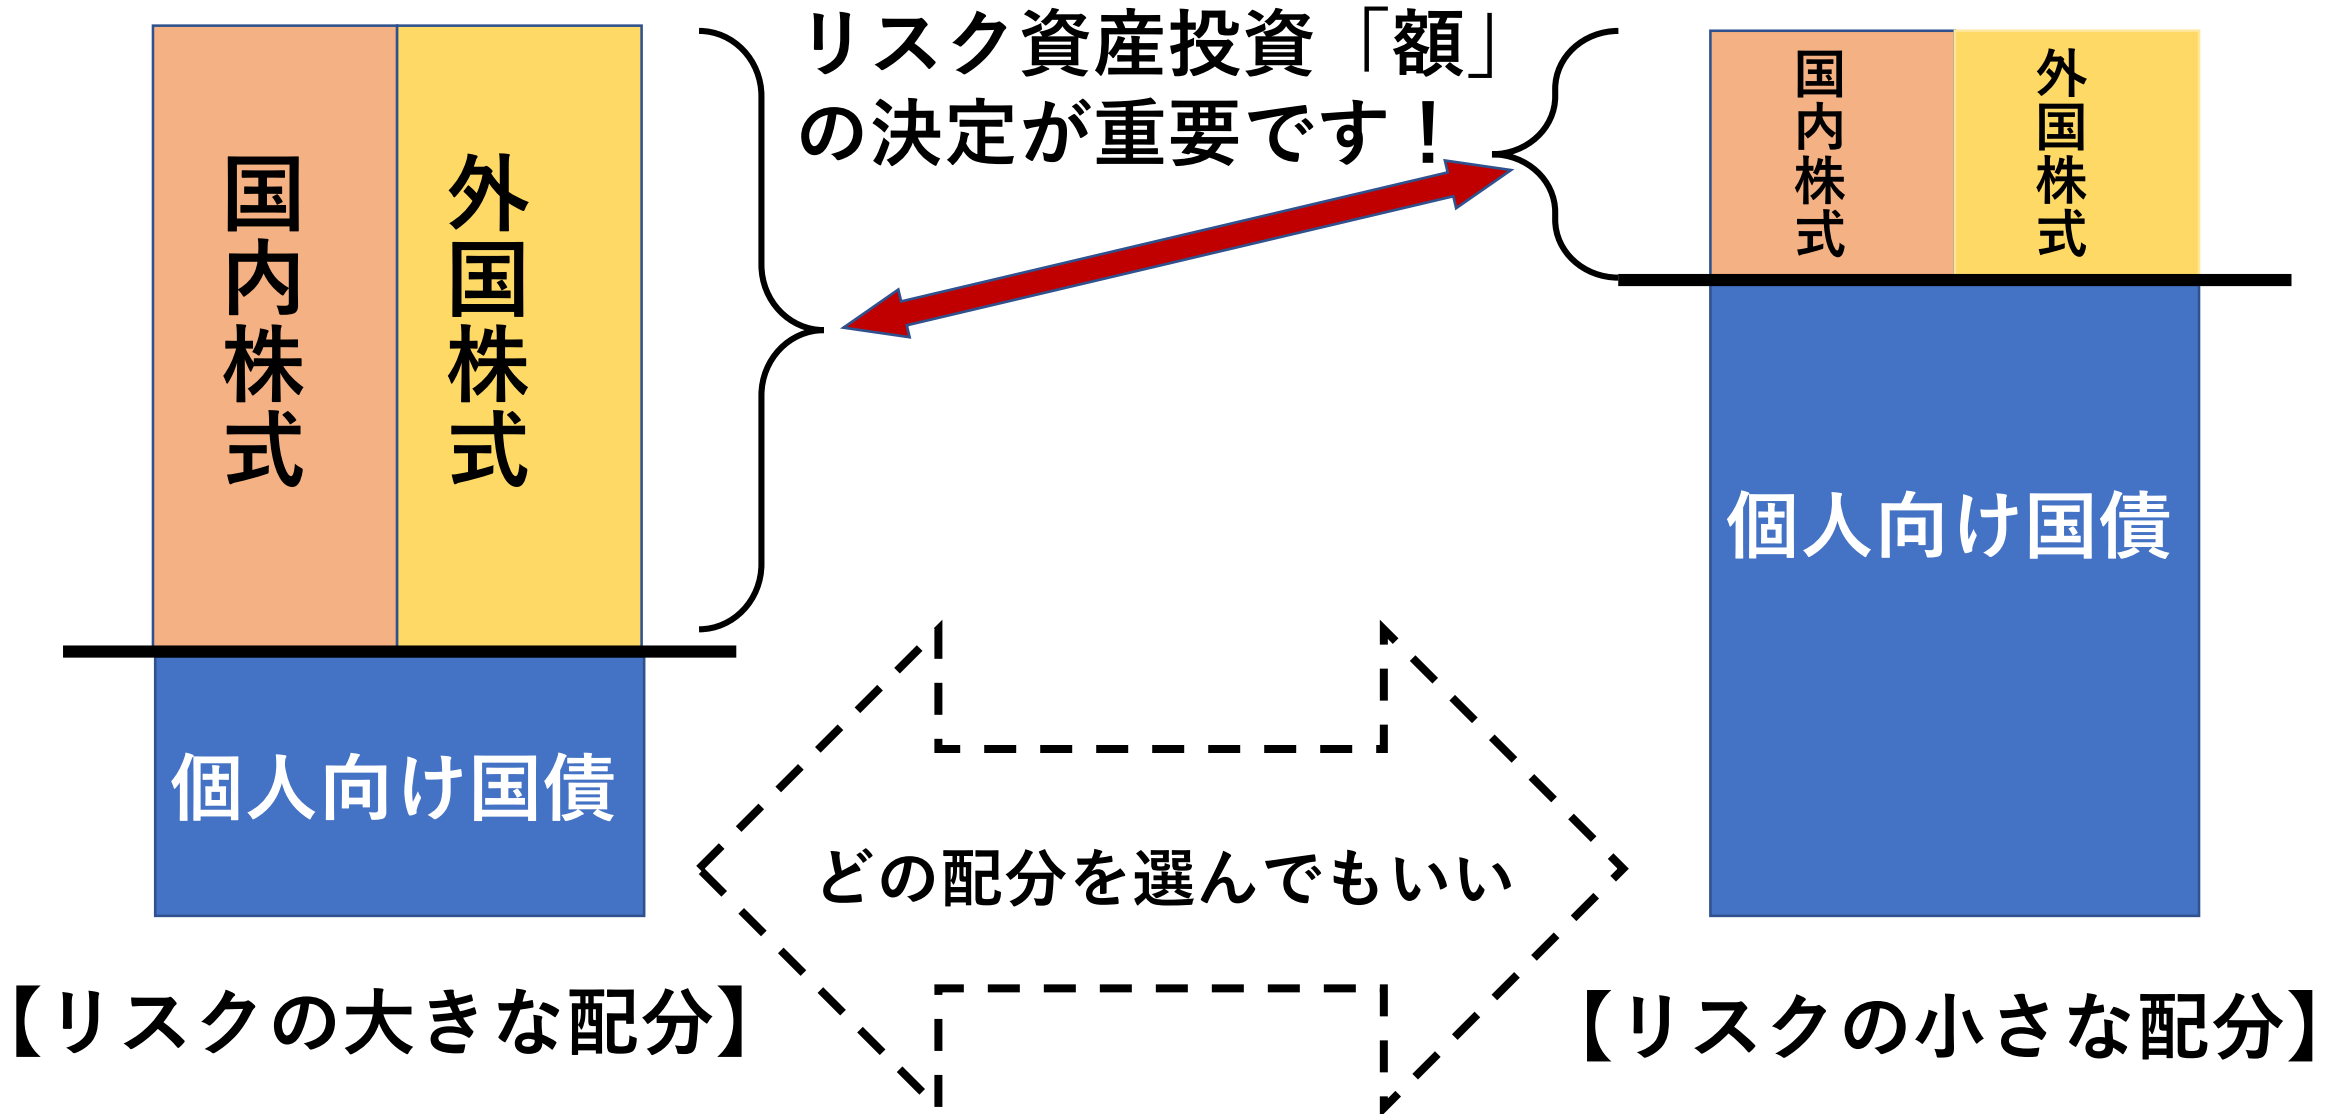 リスク資産投資「額」
の決定が重要です！
国内株式
外国株式
個人向け国債
【リスクの大きな配分】
どの配分を選んでもいい
国内株式
外国株式
個人向け国債
【リスクの小さな配分】